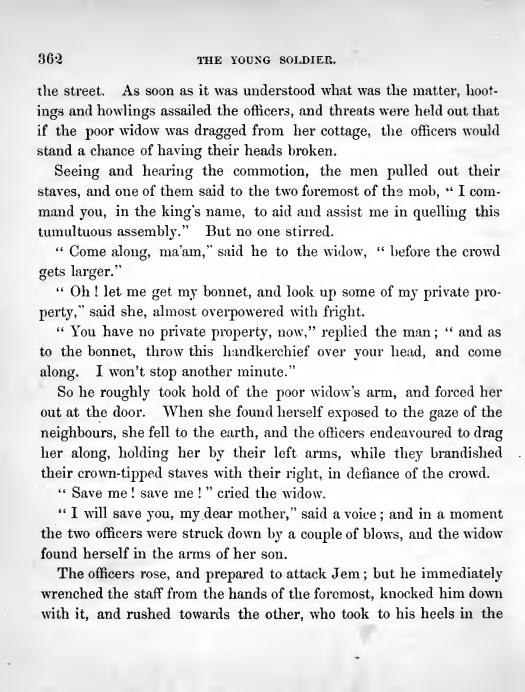 362 THE YOUNG SOLDIER.
the street. As soon as it was understood what was the matter, hoot-
ings and howlings assailed the officers, and threats were held out that
if the poor widow was dragged from her cottage, the officers would
stand a chance of having their heads broken.
Seeing and hearing the commotion, the men pulled out their
staves, and one of them said to the two foremost of the mob, “ I com-
mand you, in the king's name, to aid and assist me in quelling this
tumultuous assembly.” But no one stirred.
“ Come along, ma'am,” said he to the widow, “ before the crowd
gets larger.”
“ Oh ! let me get my bonnet, and look up some of my private pro-
perty,” said she, almost overpowered with fright.
“ You have no private property, now,” replied the man ; “ and as
to the bonnet, throw this handkerchief over your head, and come
along. I won't stop another minute.”
So he roughly took hold of the poor widow's arm, and forced her
out at the door. When she found herself exposed to the gaze of the
neighbours, she fell to the earth, and the officers endeavoured to drag
her along, holding her by their left arms, while they brandished
their crown-tipped staves with their right, in defiance of the crowd.
“ Save me ! save me ! ” cried the widow.
“ I will save you, my dear mother,” said a voice ; and in a moment
the two officers were struck down by a couple of blows, and the widow
found herself in the arms of her son.
The officers rose, and prepared to attack Jem ; but he immediately
wrenched the staff from the hands of the foremost, knocked him down
with it, and rushed towards the other, who took to his heels in the